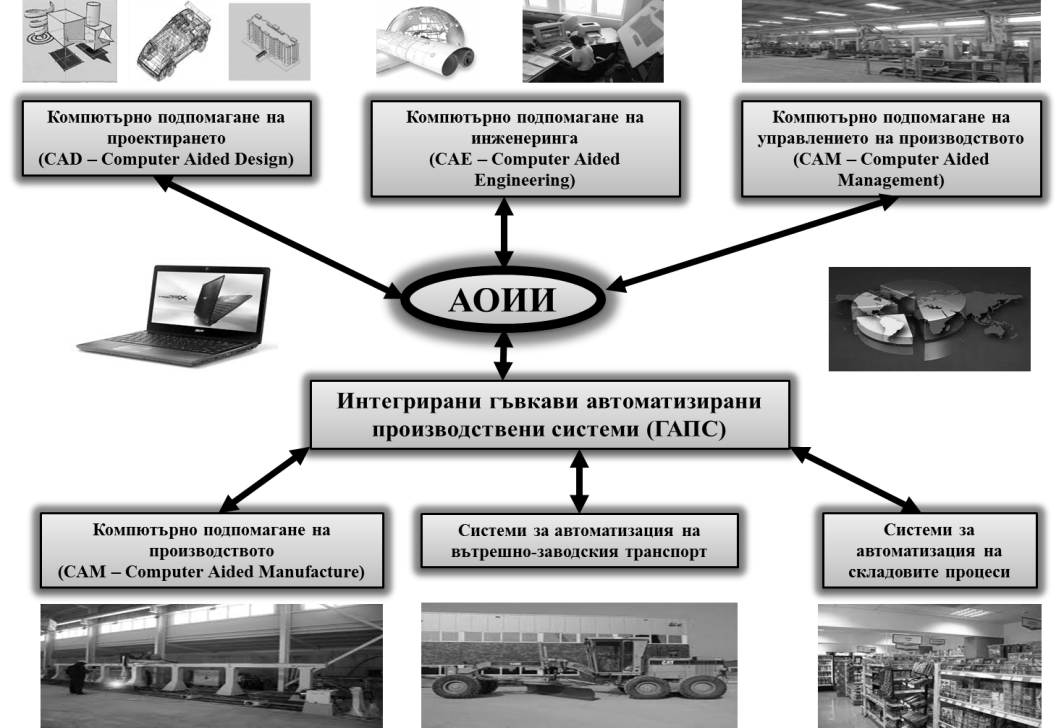 Компютърно подпомагане на
проектирането
(CAD – Computer Aided Design)
Компютърно подпомагане на
инженеринга
(CAE – Computer Aided
Engineering)
Компютърно подпомагане на
управлението на производството
(CAM – Computer Aided
Management)
АОИИ
Интегрирани гъвкави автоматизирани
производствени системи (ГАПС)
Компютърно подпомагане на
производството
(CAM – Computer Aided Manufacture)
Системи за автоматизация на
вътрешно-заводския транспорт
Системи за
автоматизация на
складовите процеси
CAT